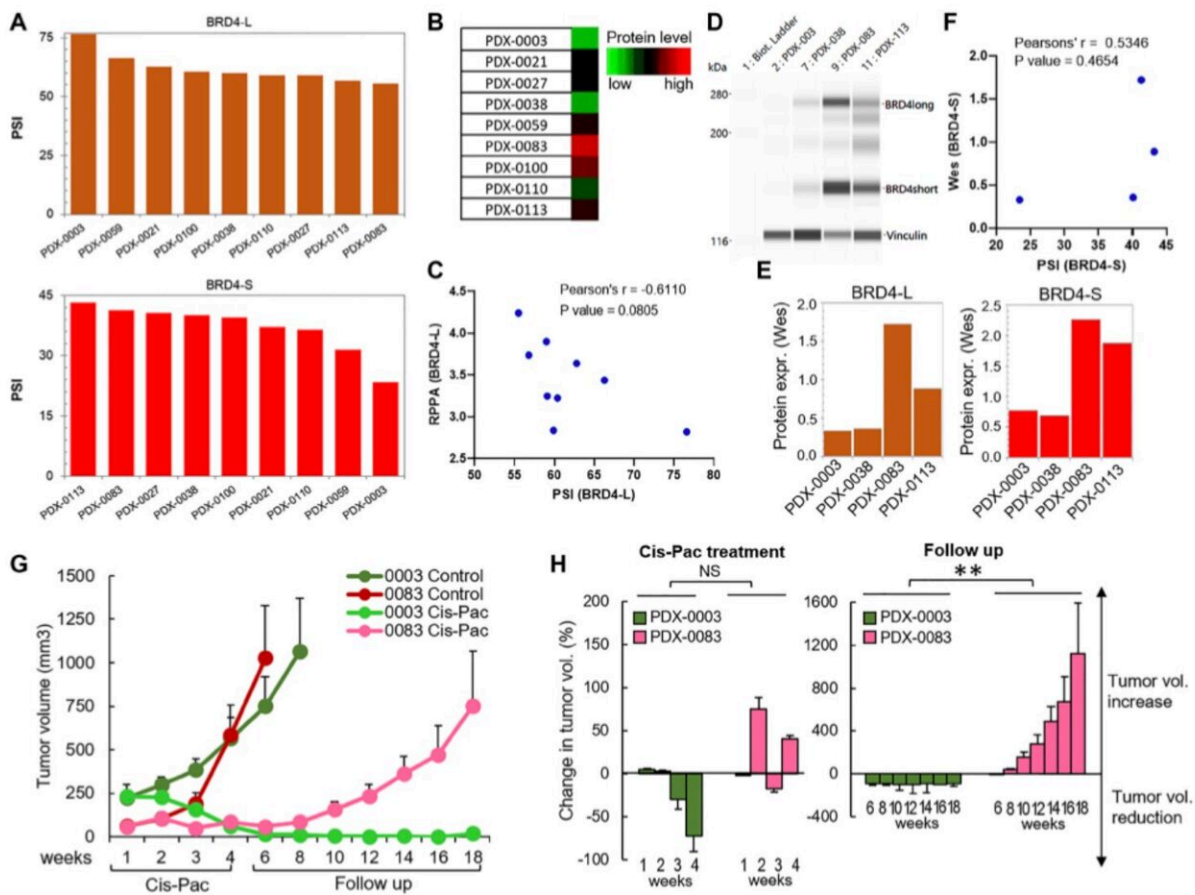 A
BRD4-L
PSI
75
50
25
0
PDX-0003
PDX-0059
PDX-0021
PDX-0100
PDX-0038
PDX-0110
PDX-0027
PDX-0113
PDX-0083
BRD4-S
PSI
45
30
15
0
PDX-0113
PDX-0083
PDX-0027
PDX-0038
PDX-0100
PDX-0021
PDX-0110
PDX-0059
PDX-0003
B
PDX-0003
PDX-0021
PDX-0027
PDX-0038
PDX-0059
PDX-0083
PDX-0100
PDX-0110
PDX-0113
Protein level
low high
C
Pearson's r = -0.6110
P value = 0.0805
RPPA (BRD4-L)
4.5
4.0
3.5
3.0
2.5
50 55 60 65 70 75 80
PSI (BRD4-L)
D
1 : Biot. Ladder
2 : PDX-003
7 : PDX-038
9 : PDX-083
11 : PDX-113
kDa
280
200
116
BRD4long
BRD4short
Vinculin
E
BRD4-L
Protein expr. (Wes)
2.0
1.5
1.0
0.5
0.0
PDX-0003
PDX-0038
PDX-0083
PDX-0113
BRD4-S
Protein expr. (Wes)
2.5
2.0
1.5
1.0
0.5
0.0
PDX-0003
PDX-0038
PDX-0083
PDX-0113
F
Pearsons' r = 0.5346
P value = 0.4654
Wes (BRD4-S)
2.0
1.5
1.0
0.5
0.0
20 25 30 35 40 45
PSI (BRD4-S)
G
0003 Control
0083 Control
0003 Cis-Pac
0083 Cis-Pac
Tumor volume (mm3)
1500
1250
1000
750
500
250
0
weeks 1 2 3 4 6 8 10 12 14 16 18
Cis-Pac Follow up
H
Cis-Pac treatment
NS
PDX-0003
PDX-0083
Change in tumor vol. (%)
200
150
100
50
0
-50
-100
1 2 3 4 1 2 3 4
weeks weeks
Follow up
**
PDX-0003
PDX-0083
1600
1200
800
400
0
-400
6 8 10 12 14 16 18 6 8 10 12 14 16 18
weeks weeks
Tumor vol.
increase
Tumor vol.
reduction